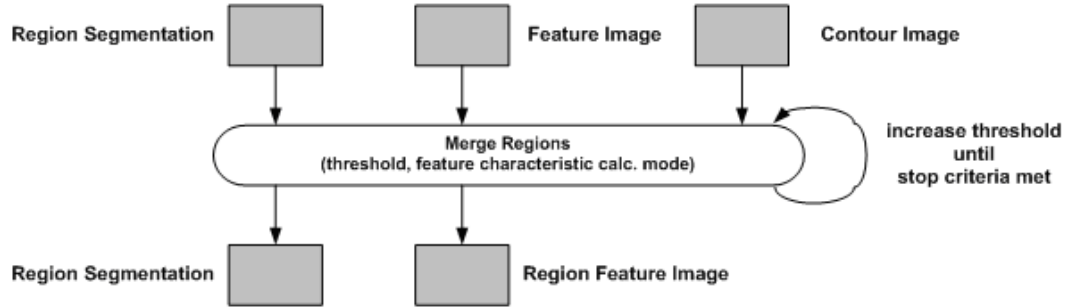 Region Segmentation
Feature Image
Contour Image
Merge Regions
(threshold, feature characteristic calc. mode)
increase threshold
until
stop criteria met
Region Segmentation
Region Feature Image